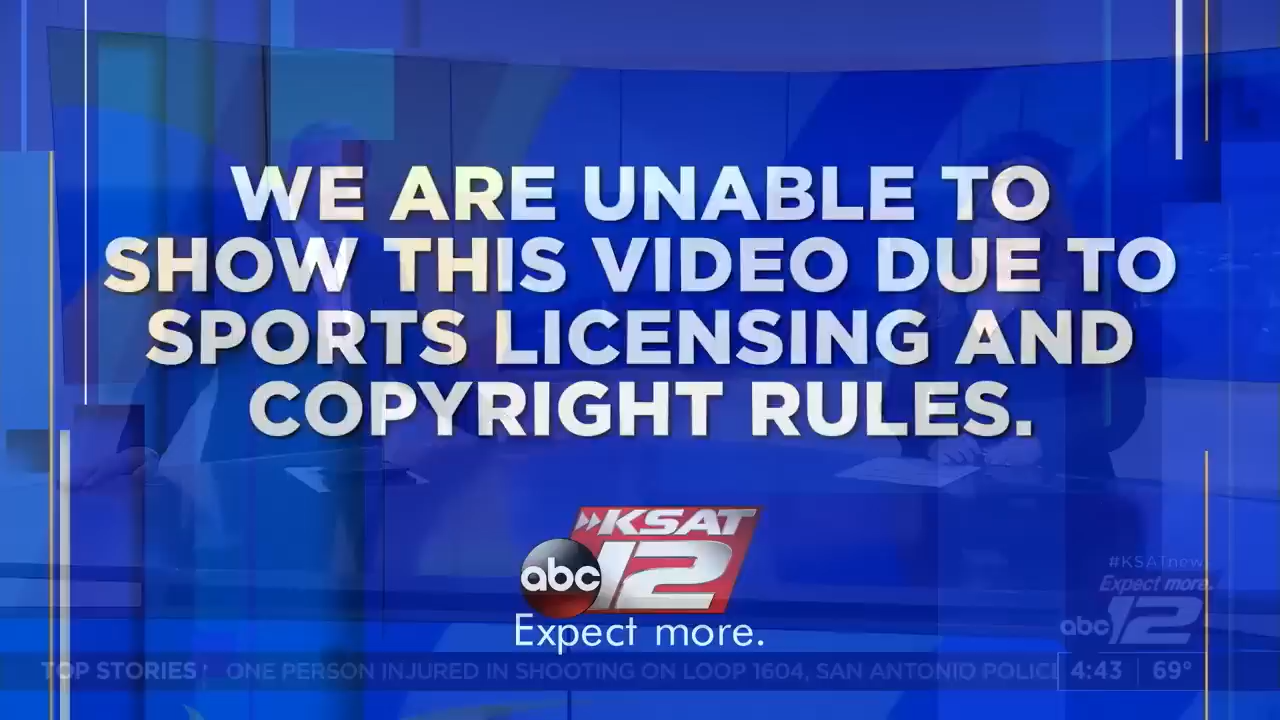 WE ARE UNABLE TO
SHOW THIS VIDEO DUE TO
SPORTS LICENSING AND
COPYRIGHT RULES.
KSAT
abc 12
Expect more.
#KSATnew
Expect more.
abc 12
TOP STORIES ONE PERSON INJURED IN SHOOTING ON LOOP 1604, SAN ANTONIO POLICE 4:43 69°